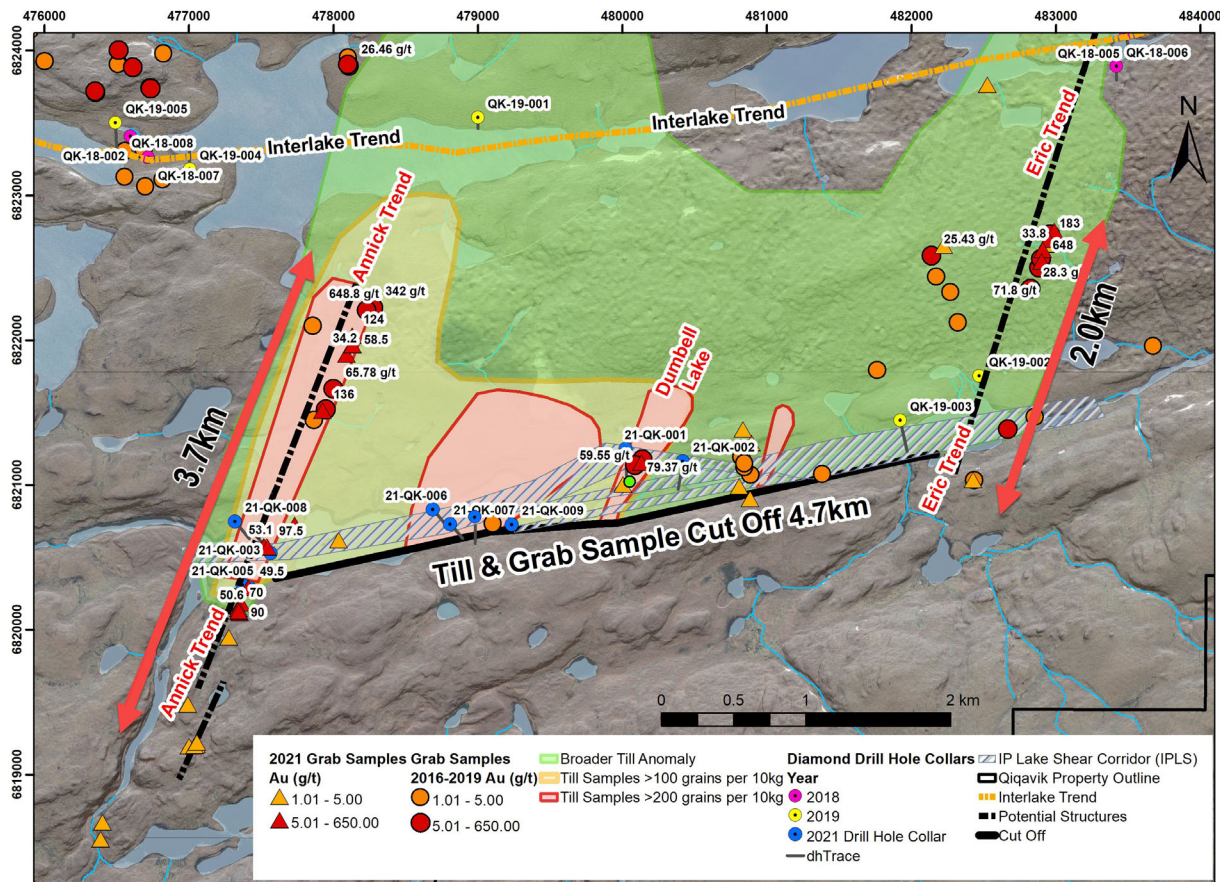 476000
477000
478000
479000
480000
481000
482000
483000
484000
6824000
6823000
6822000
6821000
6820000
6819000
26.46 g/t
QK-18-005
QK-18-006
QK-19-005
QK-19-001
Interlake Trend
Interlake Trend
N
QK-18-008
QK-18-002
QK-19-004
QK-18-007
Eric Trend
Annick Trend
183
33.8
648
25.43 g/t
28.3 g
71.8 g/t
648.8 g/t
342 g/t
124
34.2
58.5
65.78 g/t
136
Dumbell
Lake
QK-19-002
2.0km
QK-19-003
3.7km
21-QK-001
21-QK-002
59.55 g/t
79.37 g/t
Eric Trend
21-QK-006
21-QK-008
21-QK-007
21-QK-009
53.1
97.5
21-QK-003
21-QK-005
49.5
50.6
70
90
Till & Grab Sample Cut Off 4.7km
Annick Trend
0
0.5
1
2 km
2021 Grab Samples
Au (g/t)
1.01 - 5.00
5.01 - 650.00
Grab Samples
2016-2019 Au (g/t)
1.01 - 5.00
5.01 - 650.00
Broader Till Anomaly
Till Samples >100 grains per 10kg
Till Samples >200 grains per 10kg
Diamond Drill Hole Collars
Year
2018
2019
2021 Drill Hole Collar
dhTrace
IP Lake Shear Corridor (IPLS)
Qiqavik Property Outline
Interlake Trend
Potential Structures
Cut Off